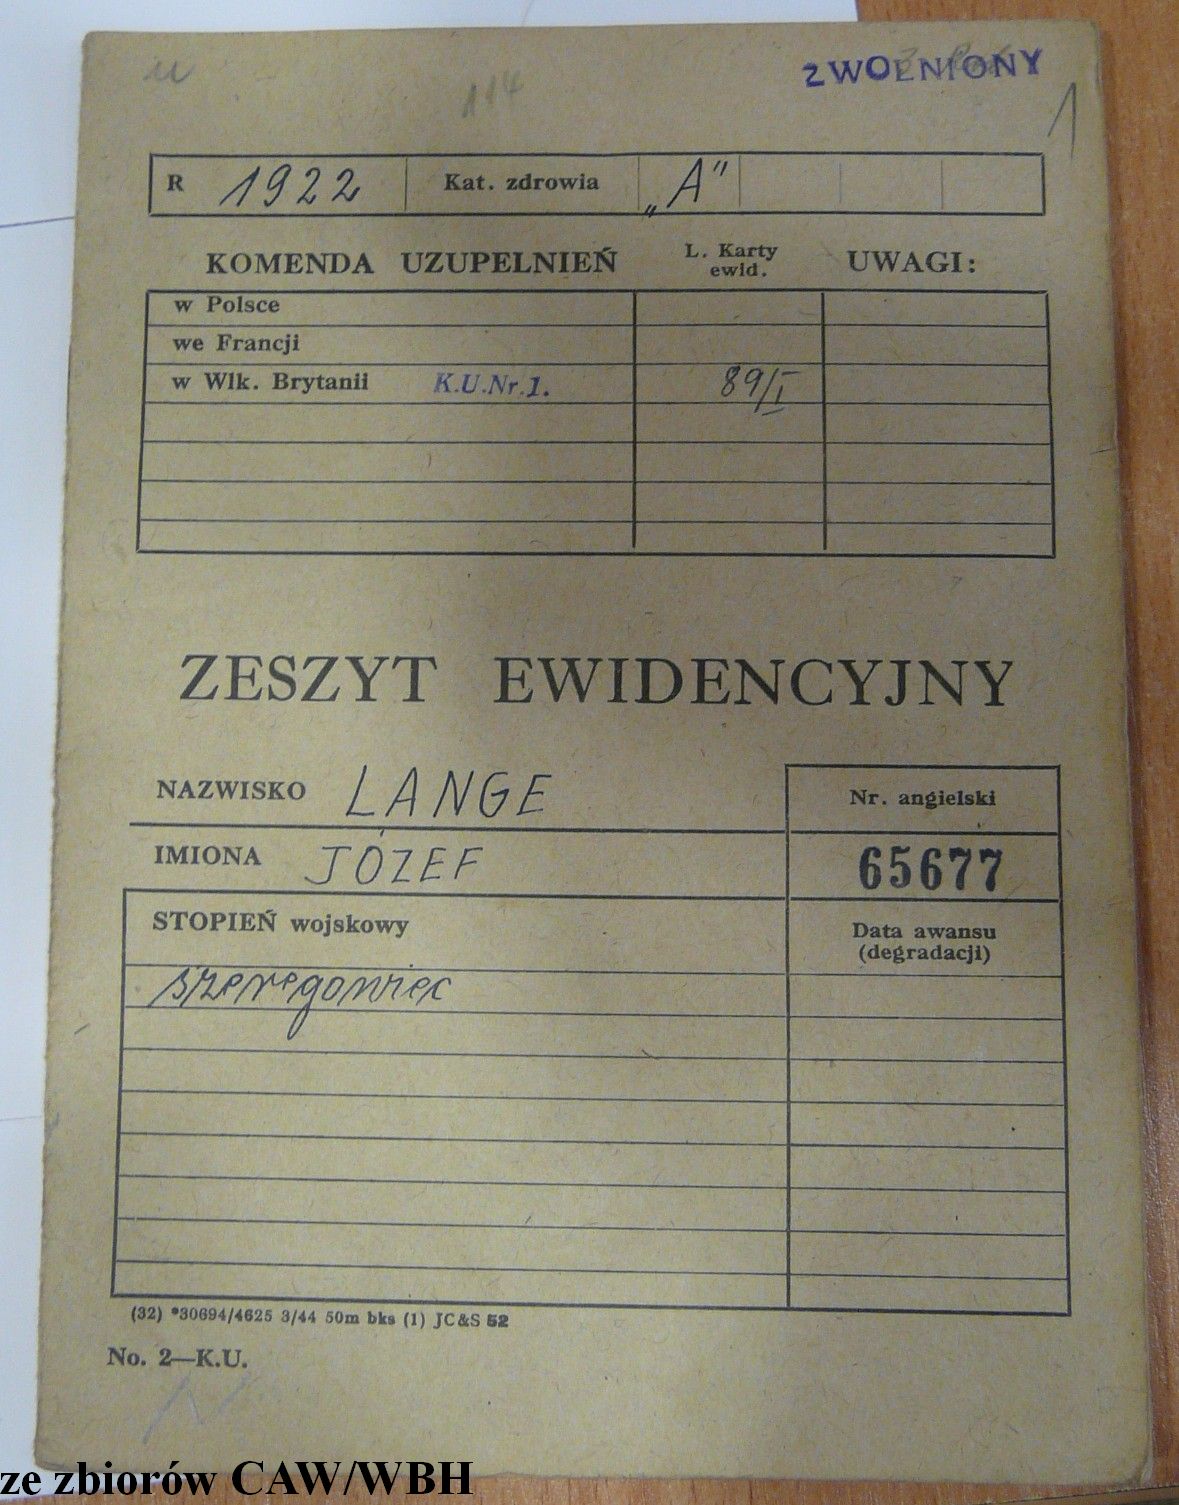 114
ZWOLNIONY
1
R 1922 Kat. zdrowia „A"
KOMENDA UZUPELNIEŃ L. Karty ewid. UWAGI:
w Polsce
we Francji
w Wlk. Brytanii K.U.Nr.1. 89/I
ZESZYT EWIDENCYJNY
NAZWISKO LANGE Nr. angielski
IMIONA JÓZEF 65677
STOPIEŃ wojskowy Data awansu (degradacji)
szeregowiec
(32) *30694/4625 3/44 50m bks (1) JC&S 52
No. 2—K.U.
ze zbiorów CAW/WBH